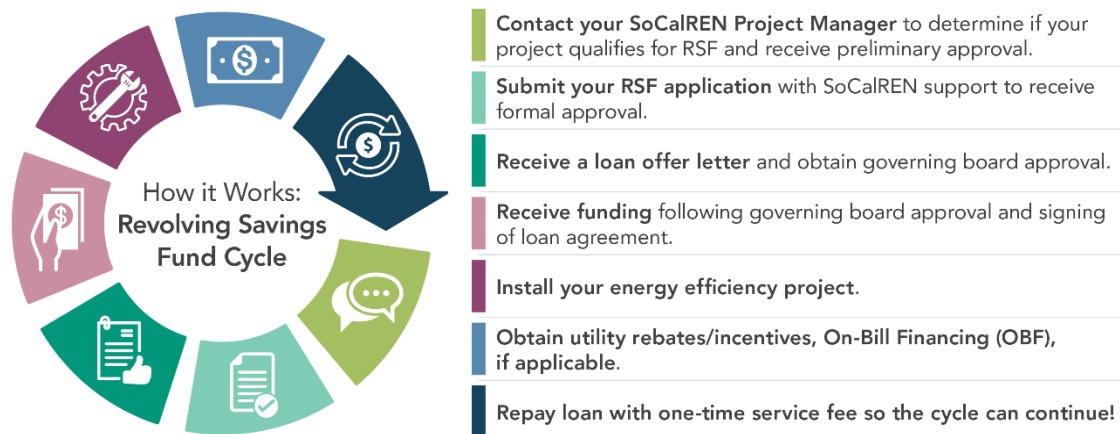 How it Works:
Revolving Savings
Fund Cycle
Contact your SoCalREN Project Manager to determine if your
project qualifies for RSF and receive preliminary approval.
Submit your RSF application with SoCalREN support to receive
formal approval.
Receive a loan offer letter and obtain governing board approval.
Receive funding following governing board approval and signing
of loan agreement.
Install your energy efficiency project.
Obtain utility rebates/incentives, On-Bill Financing (OBF),
if applicable.
Repay loan with one-time service fee so the cycle can continue!